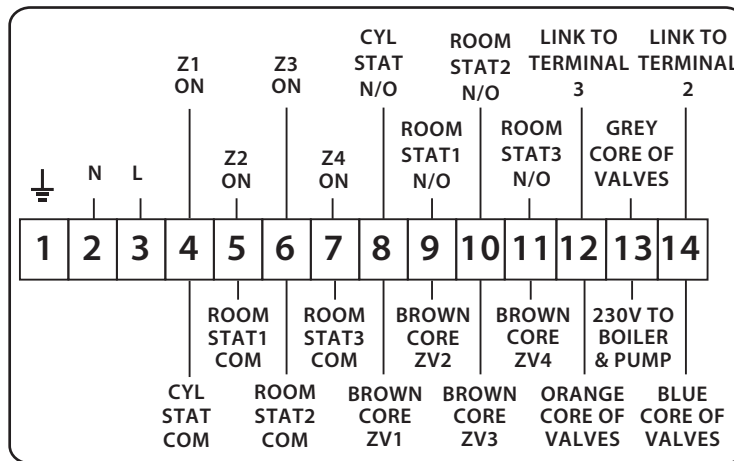 CYL
STAT
N/O
ROOM
STAT2
N/O
LINK TO
TERMINAL
3
LINK TO
TERMINAL
2
Z1
ON
Z3
ON
ROOM
STAT1
N/O
ROOM
STAT3
N/O
GREY
CORE OF
VALVES
N
L
Z2
ON
Z4
ON
1 2 3 4 5 6 7 8 9 10 11 12 13 14
ROOM
STAT1
COM
ROOM
STAT3
COM
BROWN
CORE
ZV2
BROWN
CORE
ZV4
230V TO
BOILER
& PUMP
CYL
STAT
COM
ROOM
STAT2
COM
BROWN
CORE
ZV1
BROWN
CORE
ZV3
ORANGE
CORE OF
VALVES
BLUE
CORE OF
VALVES